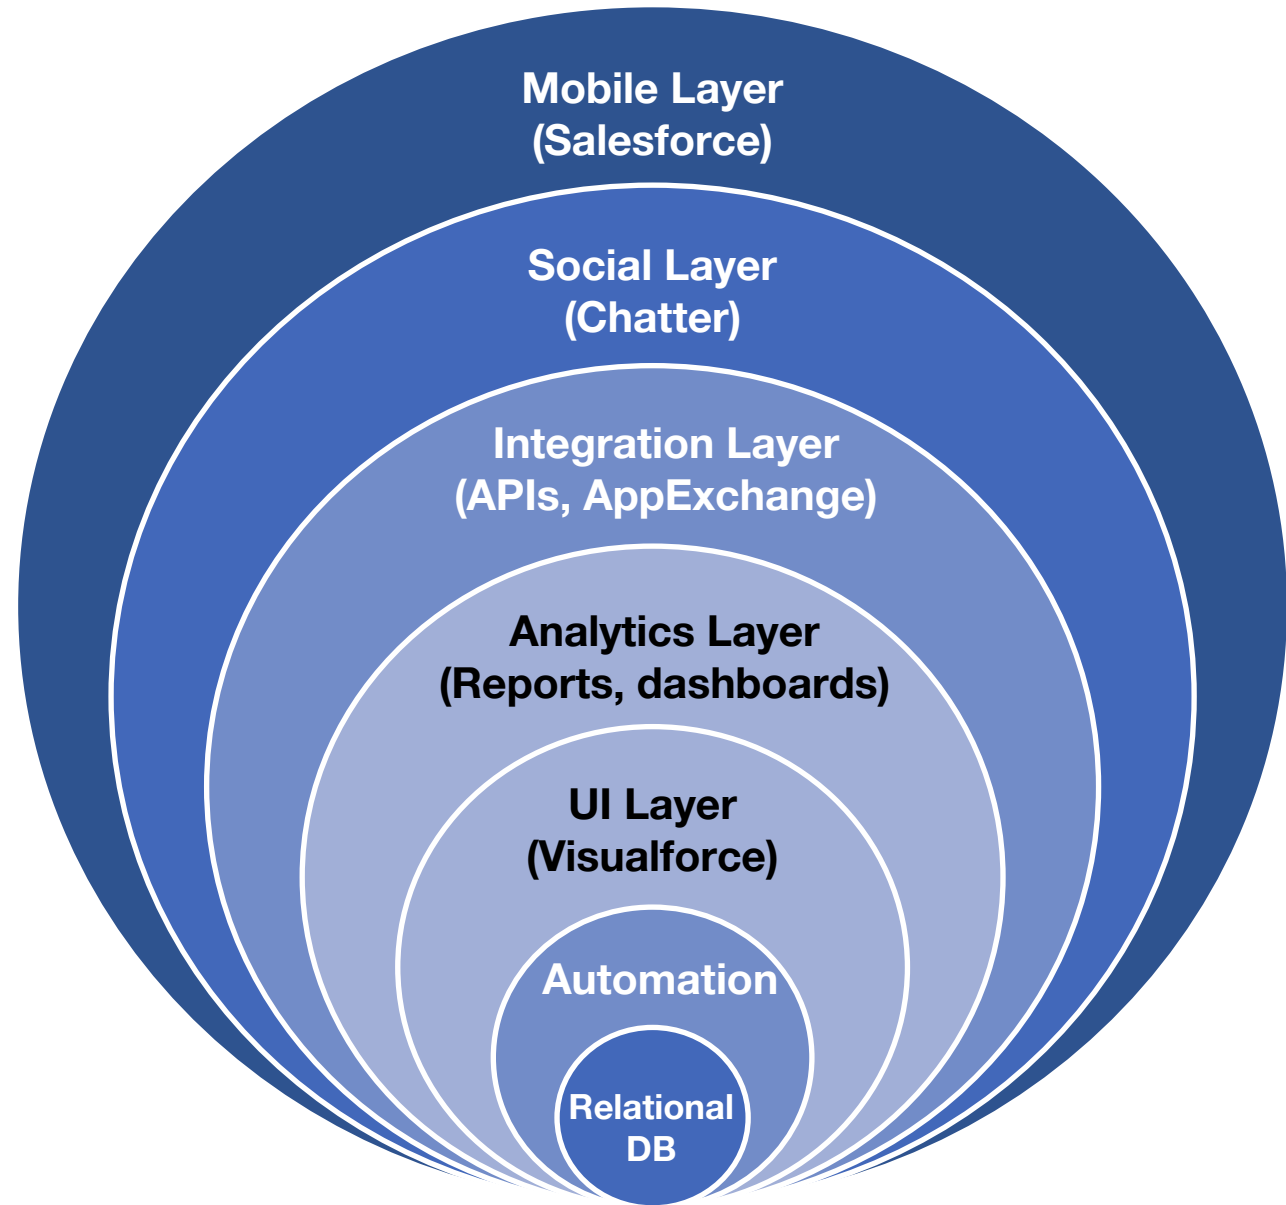 Mobile Layer
(Salesforce)
Social Layer
(Chatter)
Integration Layer
(APIs, AppExchange)
Analytics Layer
(Reports, dashboards)
UI Layer
(Visualforce)
Automation
Relational
DB